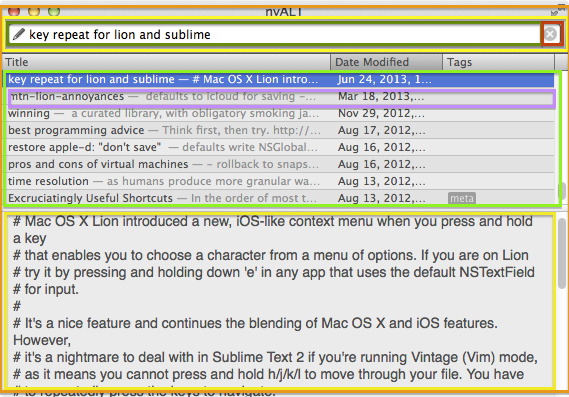 nvALT
key repeat for lion and sublime
Title Date Modified Tags
key repeat for lion and sublime — # Mac OS X Lion intro... Jun 24, 2013, 1...
mtn-lion-annoyances — defaults to icloud for saving -... Mar 18, 2013,...
winning — a curated library, with obligatory smoking ja... Nov 29, 2012,...
best programming advice — Think first, then try. http://... Aug 17, 2012,...
restore apple-d: "don't save" — defaults write NSGlobal... Aug 16, 2012,...
pros and cons of virtual machines — - rollback to snaps... Aug 16, 2012,...
time resolution — as humans produce more granular wa... Aug 13, 2012,...
Excruciatingly Useful Shortcuts — In the order of most t... Aug 13, 2012,... meta
# Mac OS X Lion introduced a new, iOS-like context menu when you press and hold
a key
# that enables you to choose a character from a menu of options. If you are on Lion
# try it by pressing and holding down 'e' in any app that uses the default NSTextField
# for input.
#
# It's a nice feature and continues the blending of Mac OS X and iOS features.
However,
# it's a nightmare to deal with in Sublime Text 2 if you're running Vintage (Vim) mode,
# as it means you cannot press and hold h/j/k/l to move through your file. You have
# to repeatedly press the keys to navigate.